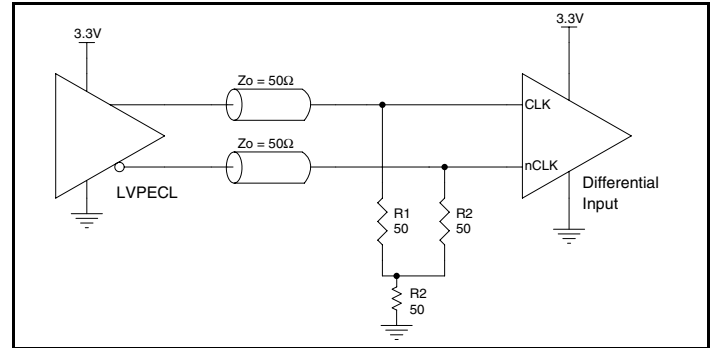 3.3V
3.3V
Zo = 50Ω
CLK
Zo = 50Ω
nCLK
LVPECL
Differential
Input
R1
50
R2
50
R2
50